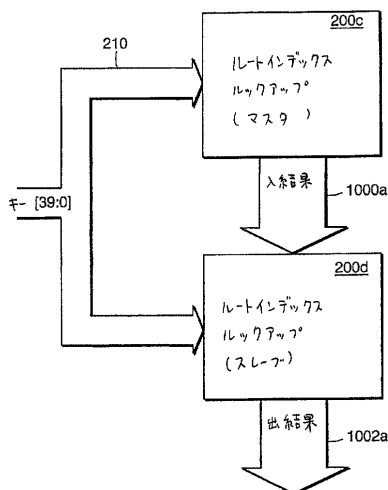 210
200c
ルートインデックス
ルックアップ
(マスタ)
入結果
1000a
キー [39:0]
200d
ルートインデックス
ルックアップ
(スレーブ)
出結果
1002a